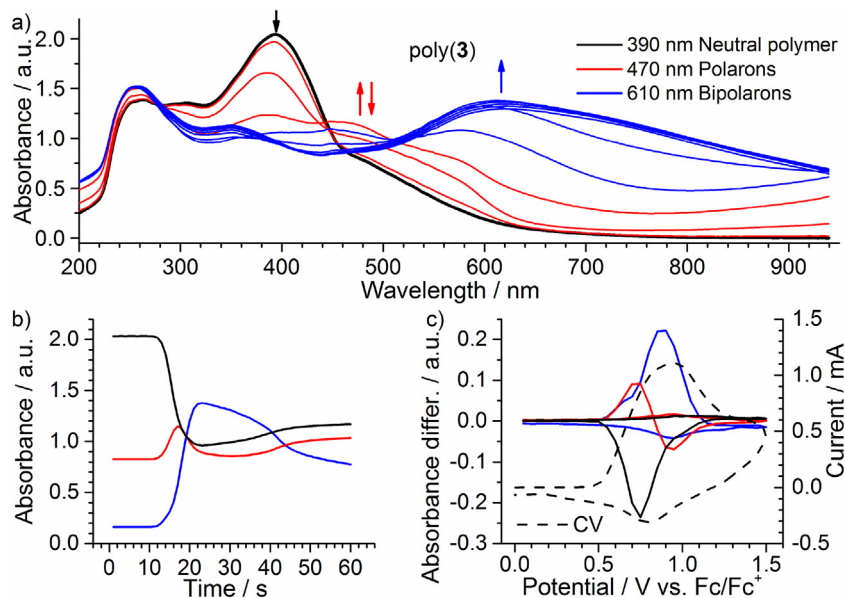 a)
poly(3)
390 nm Neutral polymer
470 nm Polarons
610 nm Bipolarons
Absorbance / a.u.
2.0
1.5
1.0
0.5
0.0
200 300 400 500 600 700 800 900
Wavelength / nm
b)
Absorbance / a.u.
2.0
1.5
1.0
0.5
0.0
0 10 20 30 40 50 60
Time / s
c)
Absorbance differ. / a.u.
0.2
0.1
0.0
-0.1
-0.2
-0.3
CV
1.5
1.0
0.5
0.0
-0.5
Current / mA
0.0 0.5 1.0 1.5
Potential / V vs. Fc/Fc+